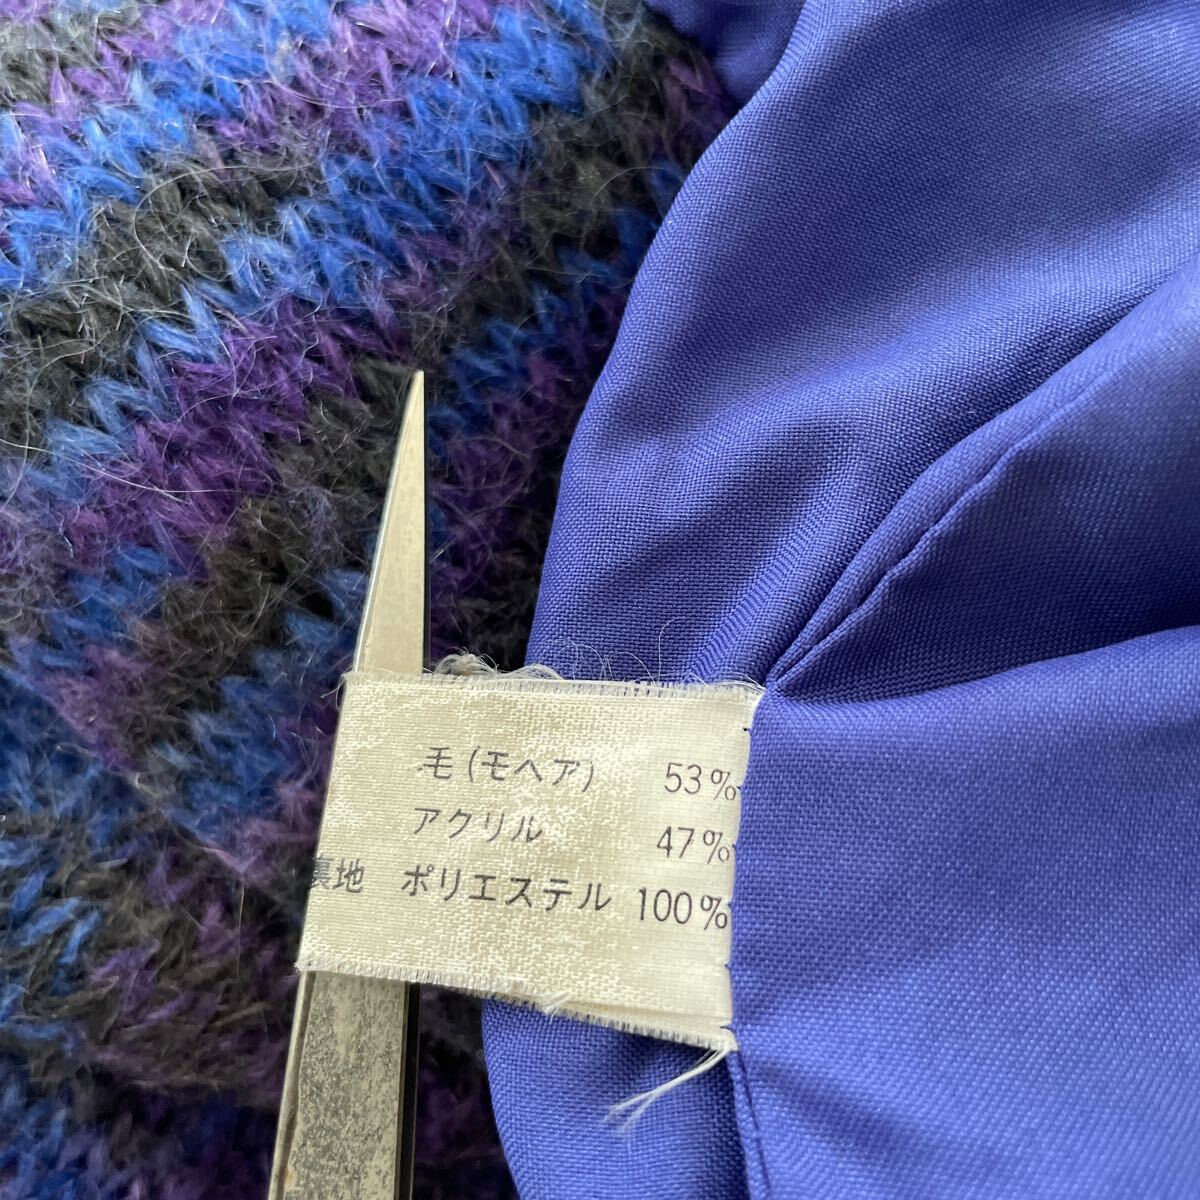 毛(モヘア) 53%
アクリル 47%
裏地 ポリエステル 100%